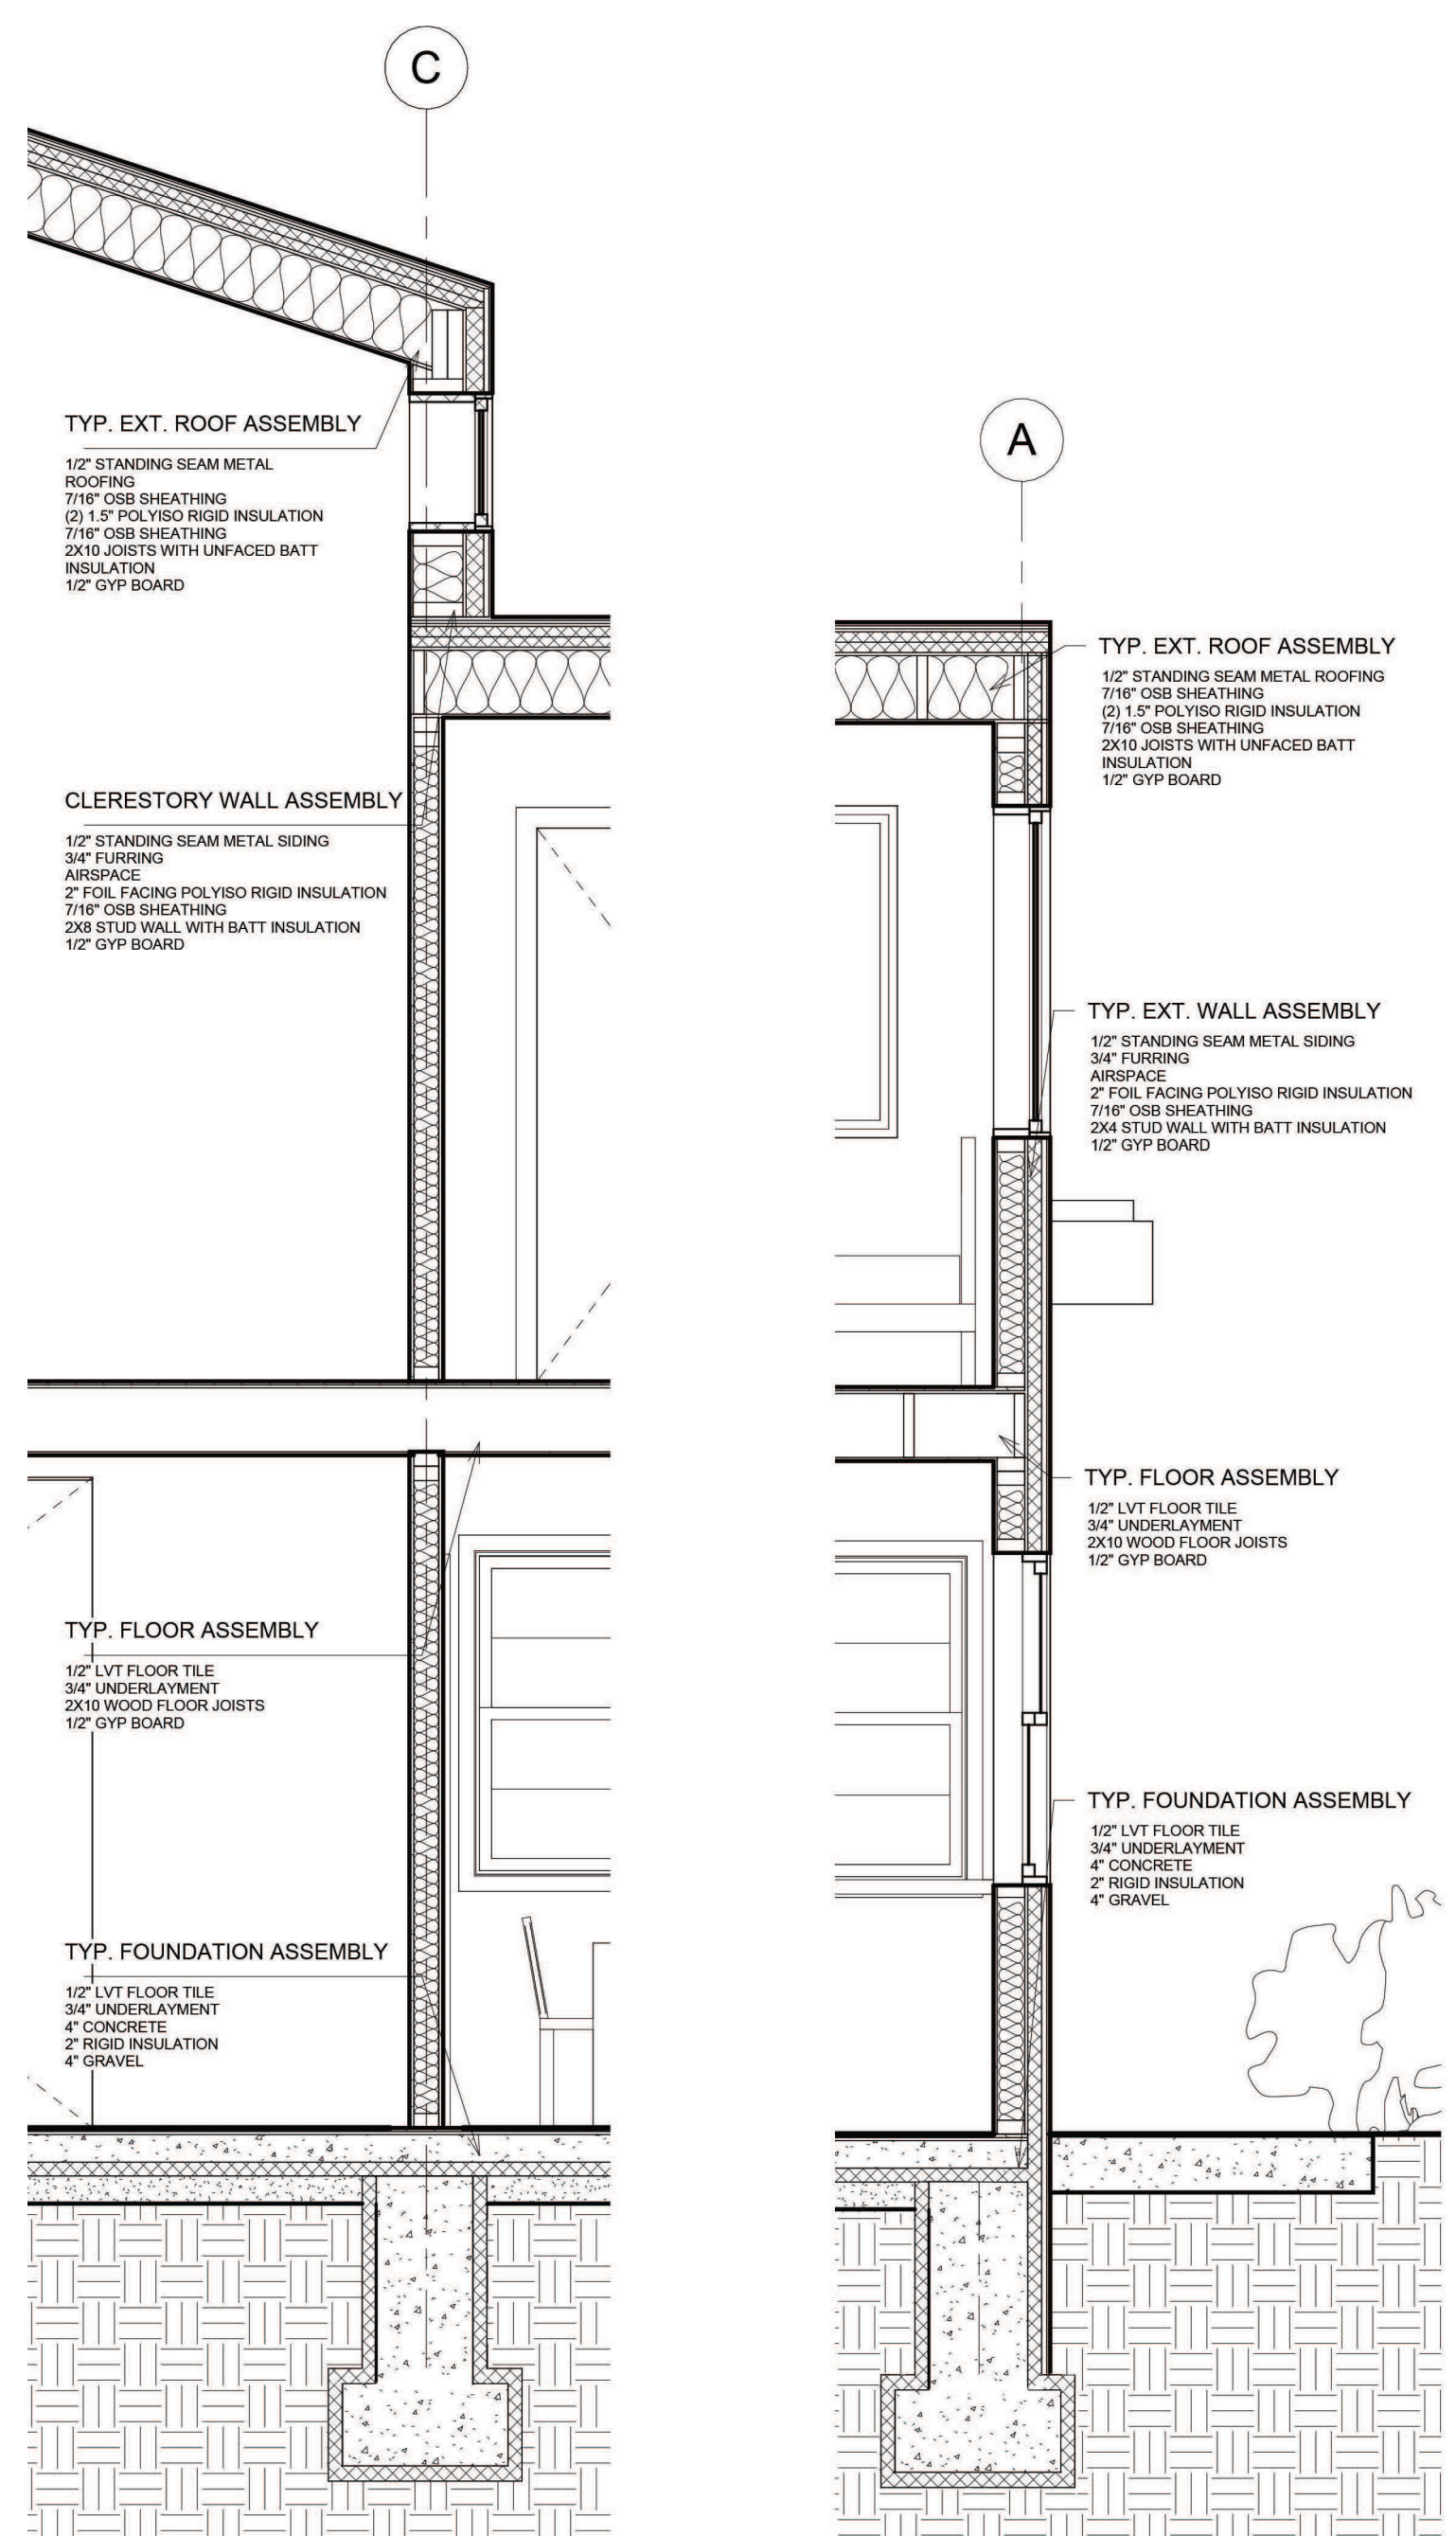 C
TYP. EXT. ROOF ASSEMBLY
1/2" STANDING SEAM METAL
ROOFING
7/16" OSB SHEATHING
(2) 1.5" POLYISO RIGID INSULATION
7/16" OSB SHEATHING
2X10 JOISTS WITH UNFACED BATT
INSULATION
1/2" GYP BOARD
CLERESTORY WALL ASSEMBLY
1/2" STANDING SEAM METAL SIDING
3/4" FURRING
AIRSPACE
2" FOIL FACING POLYISO RIGID INSULATION
7/16" OSB SHEATHING
2X8 STUD WALL WITH BATT INSULATION
1/2" GYP BOARD
TYP. FLOOR ASSEMBLY
1/2" LVT FLOOR TILE
3/4" UNDERLAYMENT
2X10 WOOD FLOOR JOISTS
1/2" GYP BOARD
TYP. FOUNDATION ASSEMBLY
1/2" LVT FLOOR TILE
3/4" UNDERLAYMENT
4" CONCRETE
2" RIGID INSULATION
4" GRAVEL
A
TYP. EXT. ROOF ASSEMBLY
1/2" STANDING SEAM METAL ROOFING
7/16" OSB SHEATHING
(2) 1.5" POLYISO RIGID INSULATION
7/16" OSB SHEATHING
2X10 JOISTS WITH UNFACED BATT
INSULATION
1/2" GYP BOARD
TYP. EXT. WALL ASSEMBLY
1/2" STANDING SEAM METAL SIDING
3/4" FURRING
AIRSPACE
2" FOIL FACING POLYISO RIGID INSULATION
7/16" OSB SHEATHING
2X4 STUD WALL WITH BATT INSULATION
1/2" GYP BOARD
TYP. FLOOR ASSEMBLY
1/2" LVT FLOOR TILE
3/4" UNDERLAYMENT
2X10 WOOD FLOOR JOISTS
1/2" GYP BOARD
TYP. FOUNDATION ASSEMBLY
1/2" LVT FLOOR TILE
3/4" UNDERLAYMENT
4" CONCRETE
2" RIGID INSULATION
4" GRAVEL